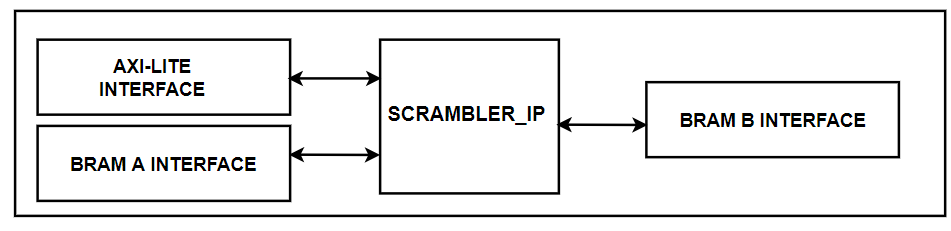 AXI-LITE
INTERFACE
BRAM A INTERFACE
SCRAMBLER_IP
BRAM B INTERFACE